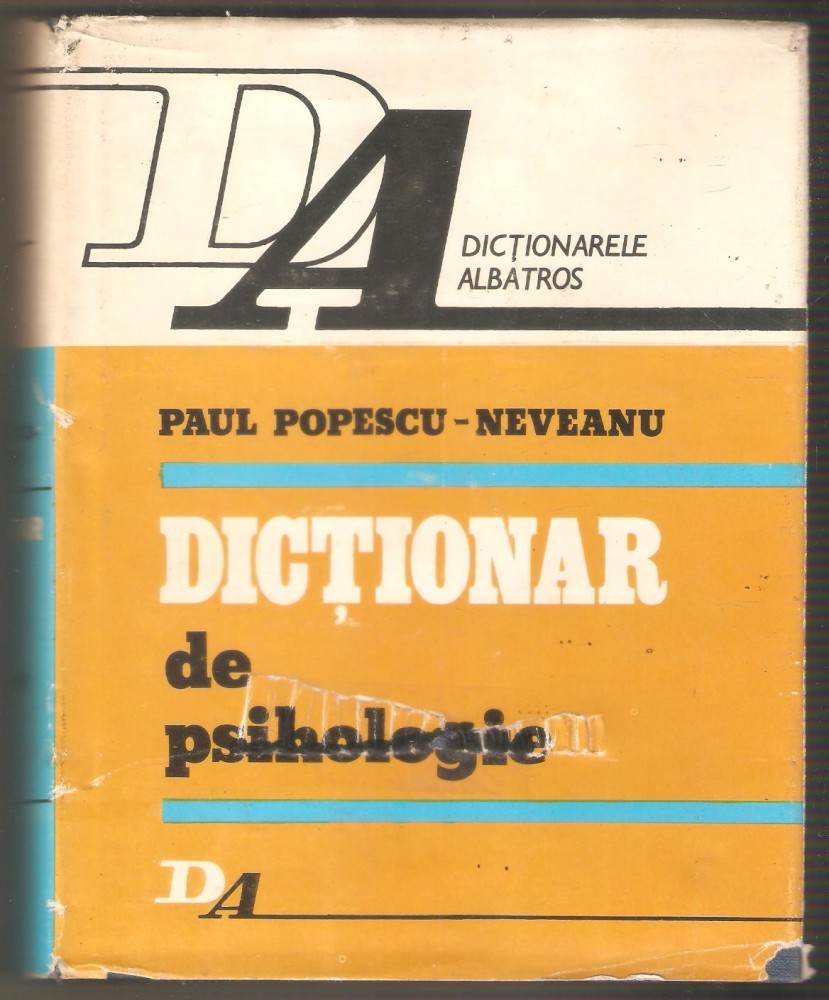 DA
DICȚIONARELE
ALBATROS
PAUL POPESCU-NEVEANU
DICȚIONAR
de
psihologie
DA